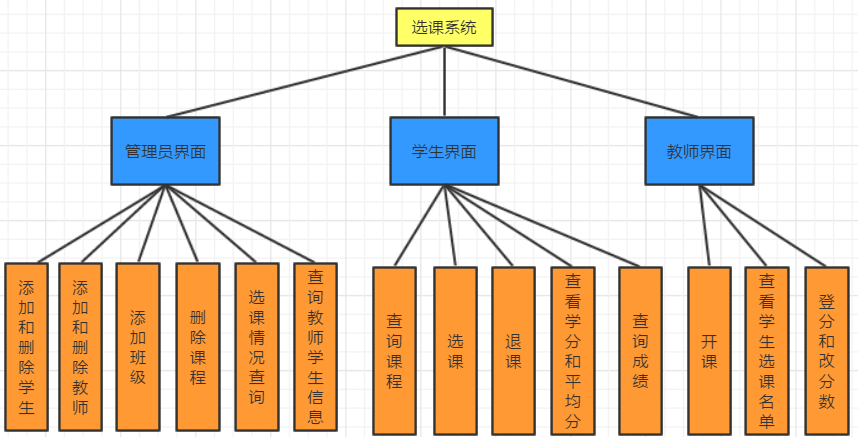 选课系统
管理员界面
学生界面
教师界面
添加和删除学生
添加和删除教师
添加班级
删除课程
选课情况查询
查询教师学生信息
查询课程
选课
退课
查看学分和平均分
查询成绩
开课
查看学生选课名单
登分和改分数